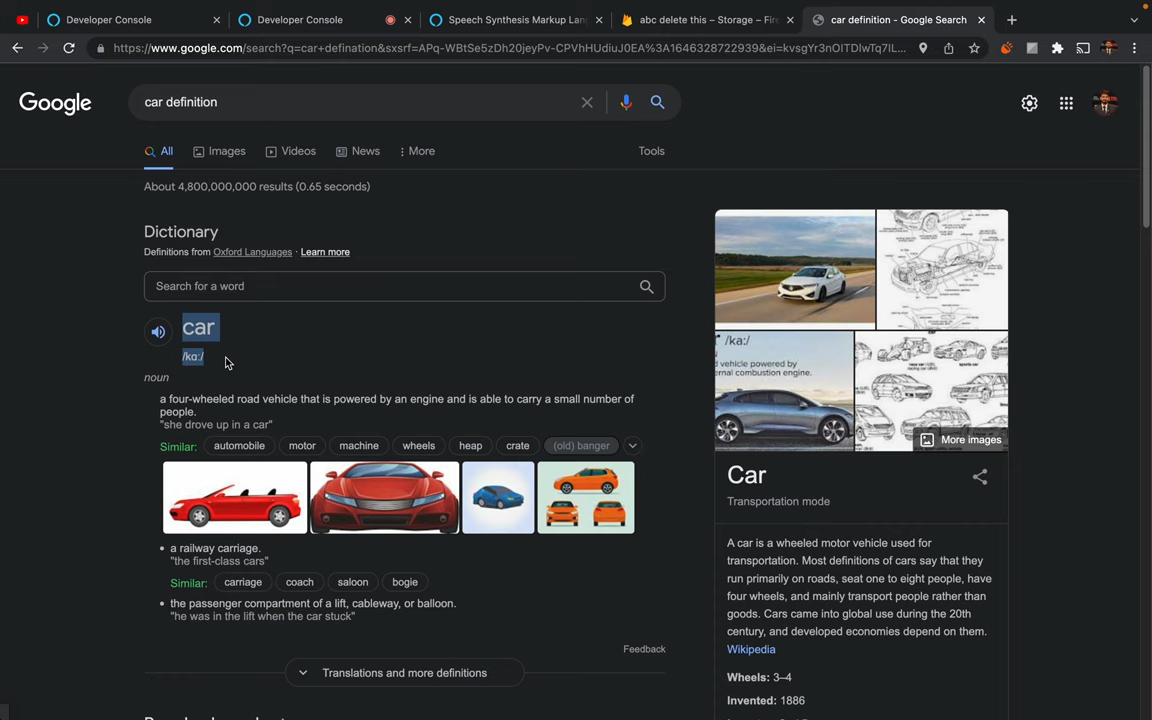 Developer Console
Developer Console
Speech Synthesis Markup Lan
abc delete this – Storage – Fire
car definition - Google Search
https://www.google.com/search?q=car+defination&sxsrf=APq-WBtSe5zDh20jeyPv-CPVhHUdiuJ0EA%3A1646328722939&ei=kvsgYr3nOITDlwTq7IL...
Google
car definition
All
Images
Videos
News
More
Tools
About 4,800,000,000 results (0.65 seconds)
Dictionary
Definitions from Oxford Languages · Learn more
Search for a word
car
/kɑː/
noun
a four-wheeled road vehicle that is powered by an engine and is able to carry a small number of
people.
"she drove up in a car"
Similar:
automobile
motor
machine
wheels
heap
crate
(old) banger
• a railway carriage.
"the first-class cars"
Similar:
carriage
coach
saloon
bogie
• the passenger compartment of a lift, cableway, or balloon.
"he was in the lift when the car stuck"
Feedback
Translations and more definitions
/kɑː/
vehicle powered by
ernal combustion engine.
More images
Car
Transportation mode
A car is a wheeled motor vehicle used for
transportation. Most definitions of cars say that they
run primarily on roads, seat one to eight people, have
four wheels, and mainly transport people rather than
goods. Cars came into global use during the 20th
century, and developed economies depend on them.
Wikipedia
Wheels: 3–4
Invented: 1886